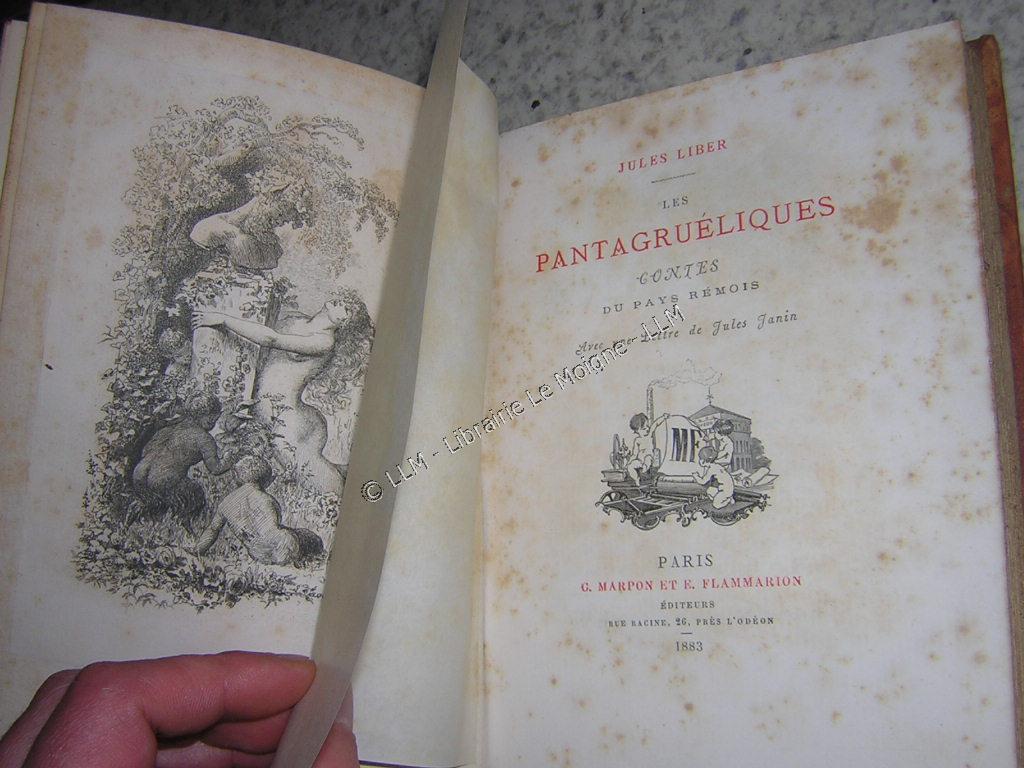 JULES LIBER
LES
PANTAGRUÉLIQUES
CONTES
DU PAYS RÉMOIS
Avec une Lettre de Jules Janin
© LLM - Librairie Le Moigne - LLM
MF
PARIS
C. MARPON ET E. FLAMMARION
ÉDITEURS
RUE RACINE, 26, PRÈS L'ODÉON
1883